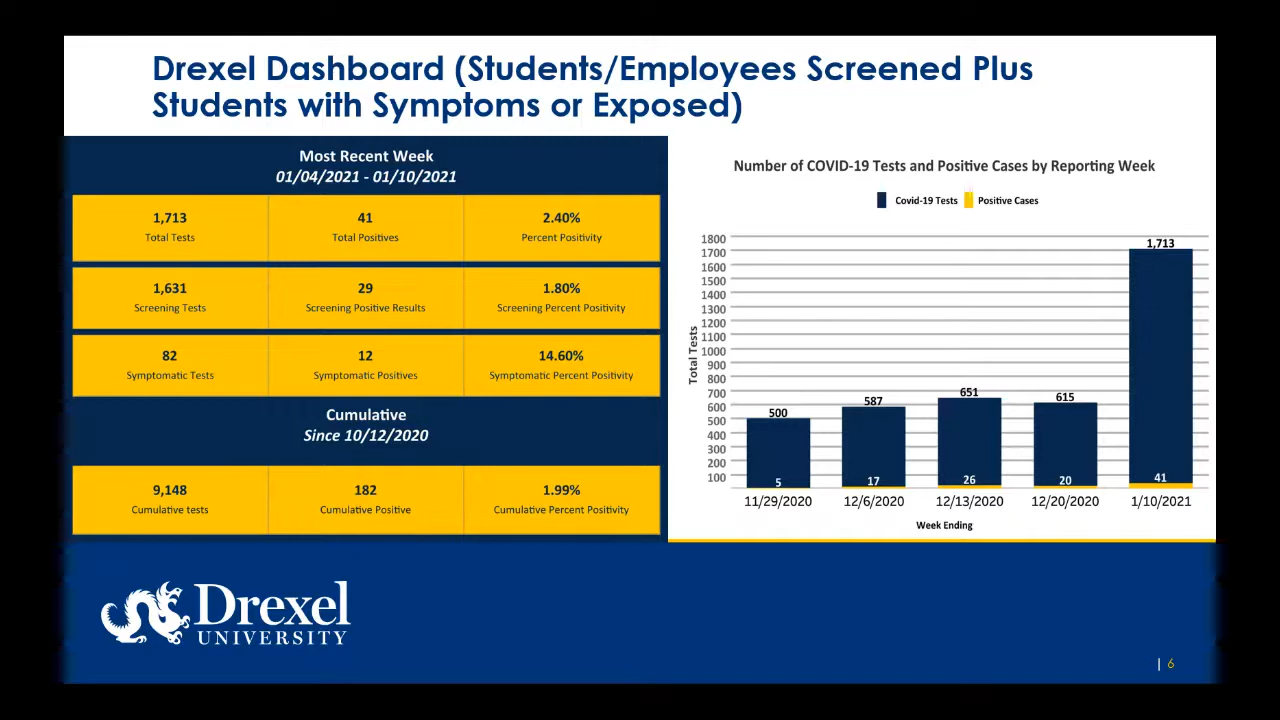 Drexel Dashboard (Students/Employees Screened Plus
Students with Symptoms or Exposed)
Most Recent Week
01/04/2021 - 01/10/2021
1,713
Total Tests
41
Total Positives
2.40%
Percent Positivity
1,631
Screening Tests
29
Screening Positive Results
1.80%
Screening Percent Positivity
82
Symptomatic Tests
12
Symptomatic Positives
14.60%
Symptomatic Percent Positivity
Cumulative
Since 10/12/2020
9,148
Cumulative tests
182
Cumulative Positive
1.99%
Cumulative Percent Positivity
Number of COVID-19 Tests and Positive Cases by Reporting Week
Covid-19 Tests
Positive Cases
Total Tests
1800
1700
1600
1500
1400
1300
1200
1100
1000
900
800
700
600
500
400
300
200
100
500
587
651
615
1,713
5
17
26
20
41
11/29/2020
12/6/2020
12/13/2020
12/20/2020
1/10/2021
Week Ending
Drexel
UNIVERSITY
| 6